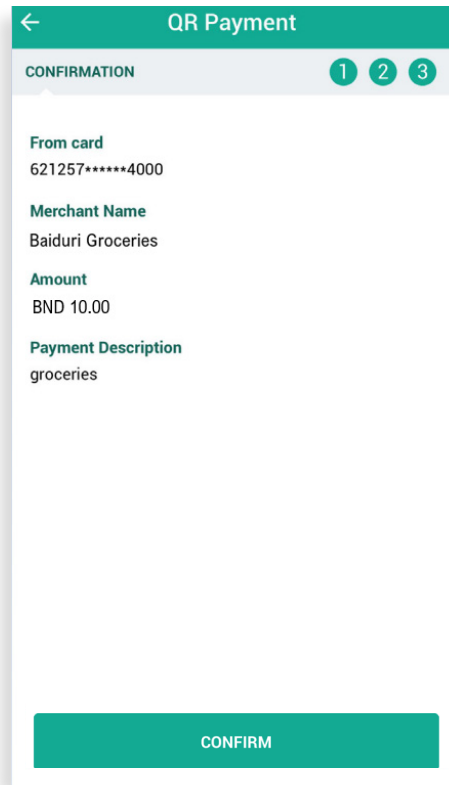 QR Payment
CONFIRMATION 1 2 3
From card
621257******4000
Merchant Name
Baiduri Groceries
Amount
BND 10.00
Payment Description
groceries
CONFIRM